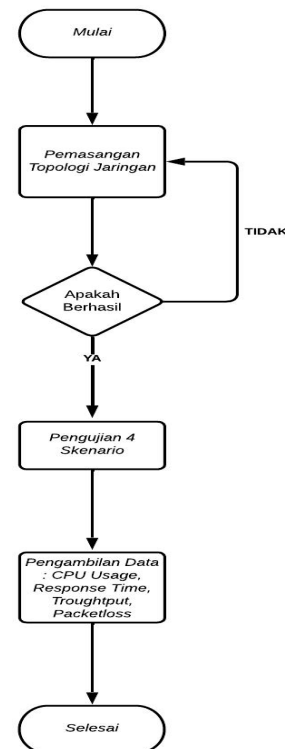 Mulai
Pemasangan
Topologi Jaringan
TIDAK
Apakah
Berhasil
YA
Pengujian 4
Skenario
Pengambilan Data
: CPU Usage,
Response Time,
Troughtput,
Packetloss
Selesai